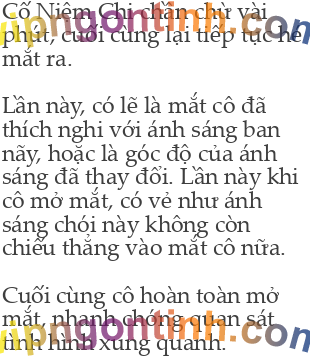 Cố Niệm Chi chần chừ vài
phút, cuối cùng lại tiếp tục hé
mắt ra.
Lần này, có lẽ là mắt cô đã
thích nghi với ánh sáng ban
nãy, hoặc là góc độ của ánh
sáng đã thay đổi. Lần này khi
cô mở mắt, có vẻ như ánh
sáng chói này không còn
chiếu thẳng vào mắt cô nữa.
Cuối cùng cô hoàn toàn mở
mắt, nhanh chóng quan sát
tình hình xung quanh.